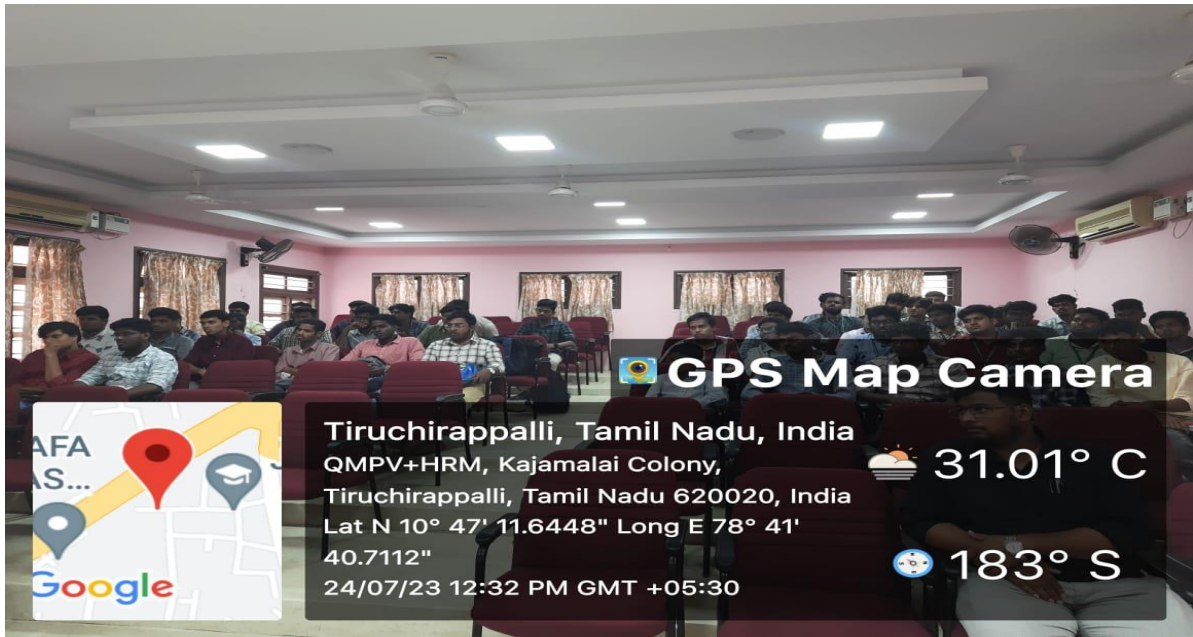 GPS Map Camera
Tiruchirappalli, Tamil Nadu, India
QMPV+HRM, Kajamalai Colony,
Tiruchirappalli, Tamil Nadu 620020, India
Lat N 10° 47' 11.6448" Long E 78° 41'
40.7112"
24/07/23 12:32 PM GMT +05:30
31.01° C
183° S
AFA
AS...
Google